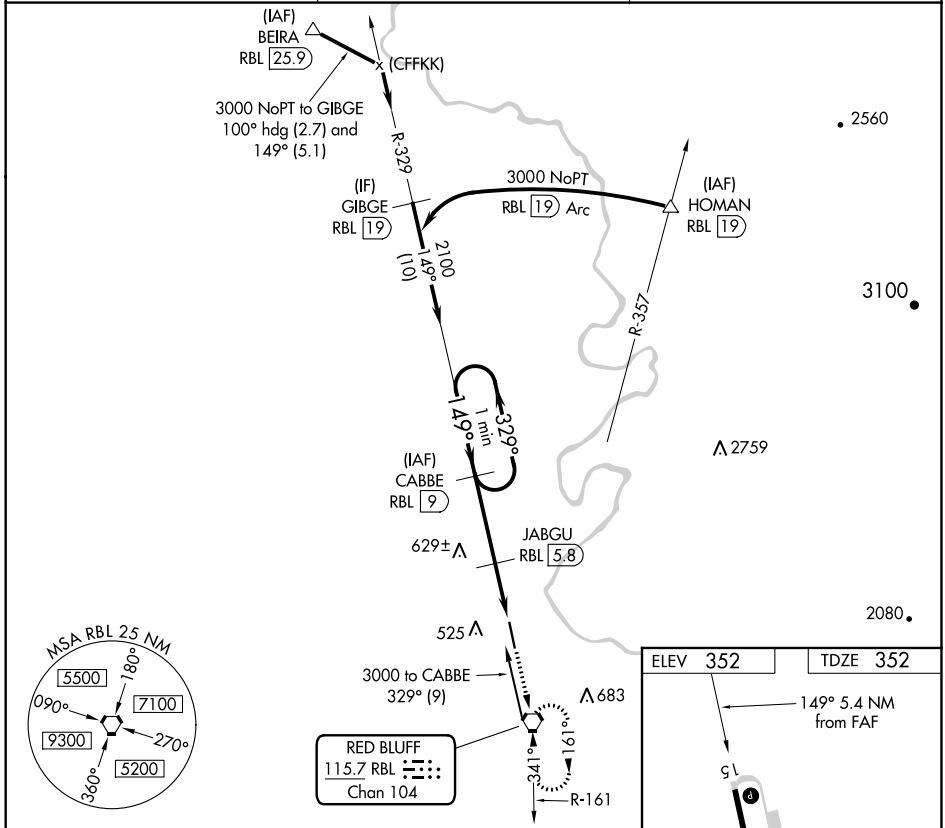 (IAF)
BEIRA
RBL 25.9
(CFFKK)
3000 NoPT to GIBGE
100° hdg (2.7) and
149° (5.1)
R-329
2560
(IF)
GIBGE
RBL 19
3000 NoPT
RBL 19 Arc
(IAF)
HOMAN
RBL 19
2100
149°
(10)
3100
R-357
149°
1 min
329°
(IAF)
CABBE
RBL 9
2759
JABGU
RBL 5.8
629±
525
2080
3000 to CABBE
329° (9)
683
MSA RBL 25 NM
5500
180°
7100
090°
270°
9300
5200
360°
RED BLUFF
115.7 RBL
Chan 104
341°
161°
R-161
ELEV 352
TDZE 352
149° 5.4 NM
from FAF
15
P